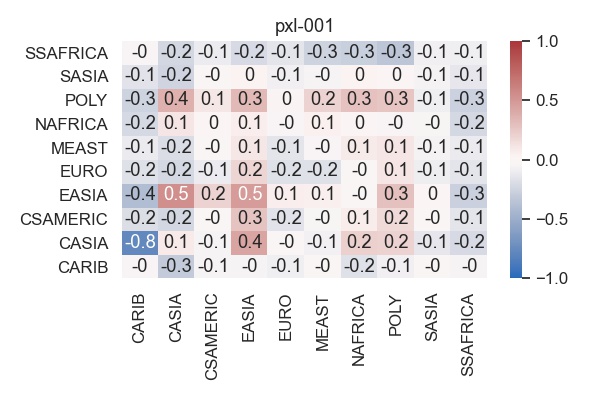 pxl-001
SSAFRICA -0 -0.2 -0.1 -0.2 -0.1 -0.3 -0.3 -0.3 -0.1 -0.1
SASIA -0.1 -0.2 -0 0 -0.1 -0 0 0 -0.1 -0.1
POLY -0.3 0.4 0.1 0.3 0 0.2 0.3 0.3 -0.1 -0.3
NAFRICA -0.2 0.1 0 0.1 -0 0.1 0 -0 -0 -0.2
MEAST -0.1 -0.2 -0 0.1 -0.1 -0 0.1 0.1 -0.1 -0.1
EURO -0.2 -0.2 -0.1 0.2 -0.2 -0.2 -0 0.1 -0.1 -0.1
EASIA -0.4 0.5 0.2 0.5 0.1 0.1 -0 0.3 0 -0.3
CSAMERIC -0.2 -0.2 -0 0.3 -0.2 -0 0.1 0.2 -0 -0.1
CASIA -0.8 0.1 -0.1 0.4 -0 -0.1 0.2 0.2 -0.1 -0.2
CARIB -0 -0.3 -0.1 -0 -0.1 -0 -0.2 -0.1 -0 -0
CARIB
CASIA
CSAMERIC
EASIA
EURO
MEAST
NAFRICA
POLY
SASIA
SSAFRICA
1.0
0.5
0.0
−0.5
−1.0